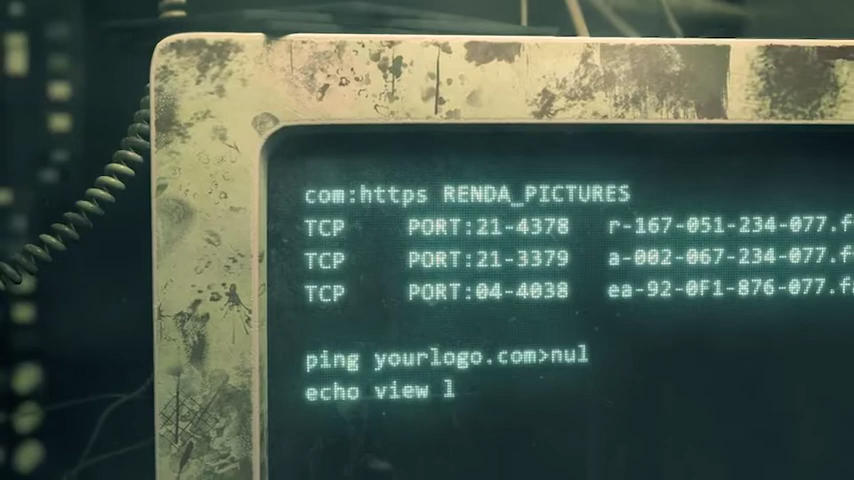 com:https RENDA_PICTURES
TCP PORT:21-4378 r-167-051-234-077.f
TCP PORT:21-3379 a-002-067-234-077.f
TCP PORT:04-4038 ea-92-0F1-876-077.f
ping yourlogo.com>nul
echo view l